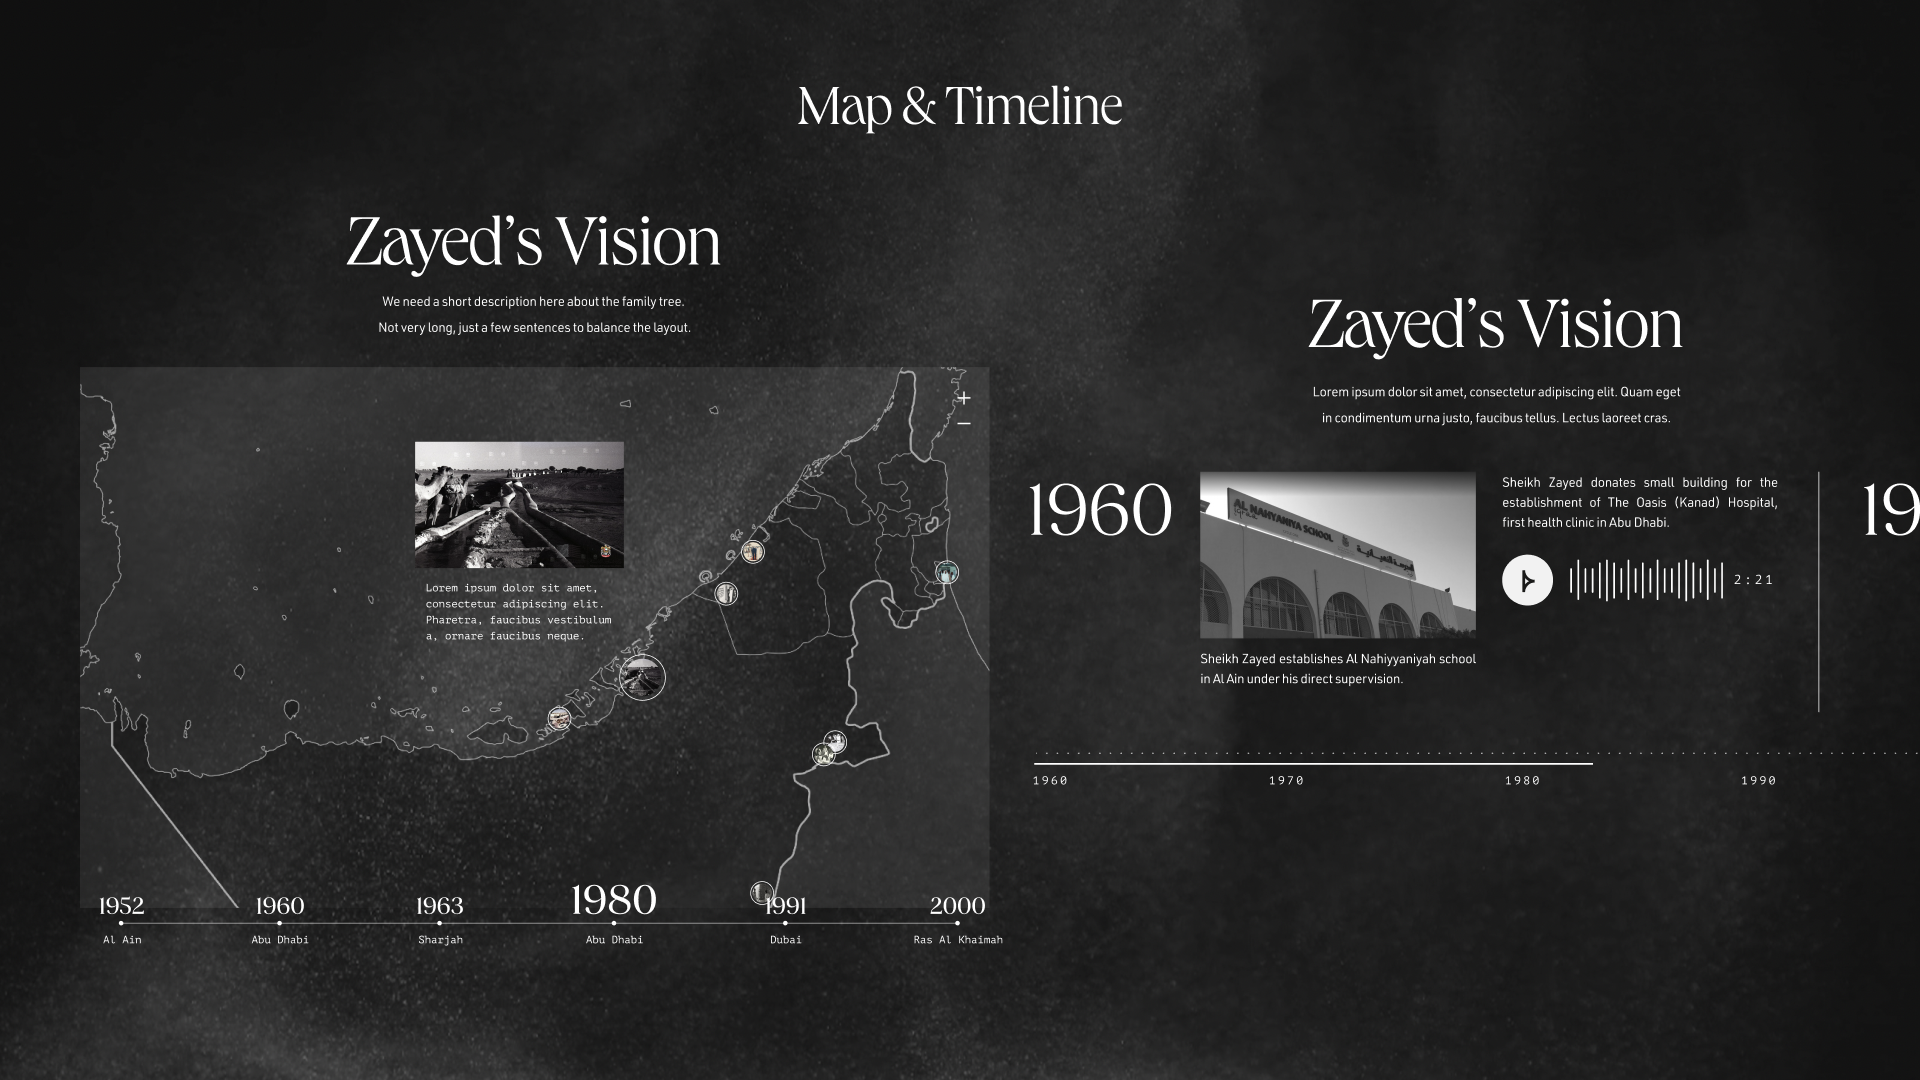 Map & Timeline
Zayed’s Vision
We need a short description here about the family tree.
Not very long, just a few sentences to balance the layout.
+
−
Lorem ipsum dolor sit amet,
consectetur adipiscing elit.
Pharetra, faucibus vestibulum
a, ornare faucibus neque.
1952
1960
1963
1980
1991
2000
Al Ain
Abu Dhabi
Sharjah
Abu Dhabi
Dubai
Ras Al Khaimah
Zayed’s Vision
Lorem ipsum dolor sit amet, consectetur adipiscing elit. Quam eget
in condimentum urna justo, faucibus tellus. Lectus laoreet cras.
1960
AL NAHYANIYA SCHOOL
Sheikh Zayed establishes Al Nahiyyaniyah school
in Al Ain under his direct supervision.
Sheikh Zayed donates small building for the
establishment of The Oasis (Kanad) Hospital,
first health clinic in Abu Dhabi.
2:21
19
1960
1970
1980
1990